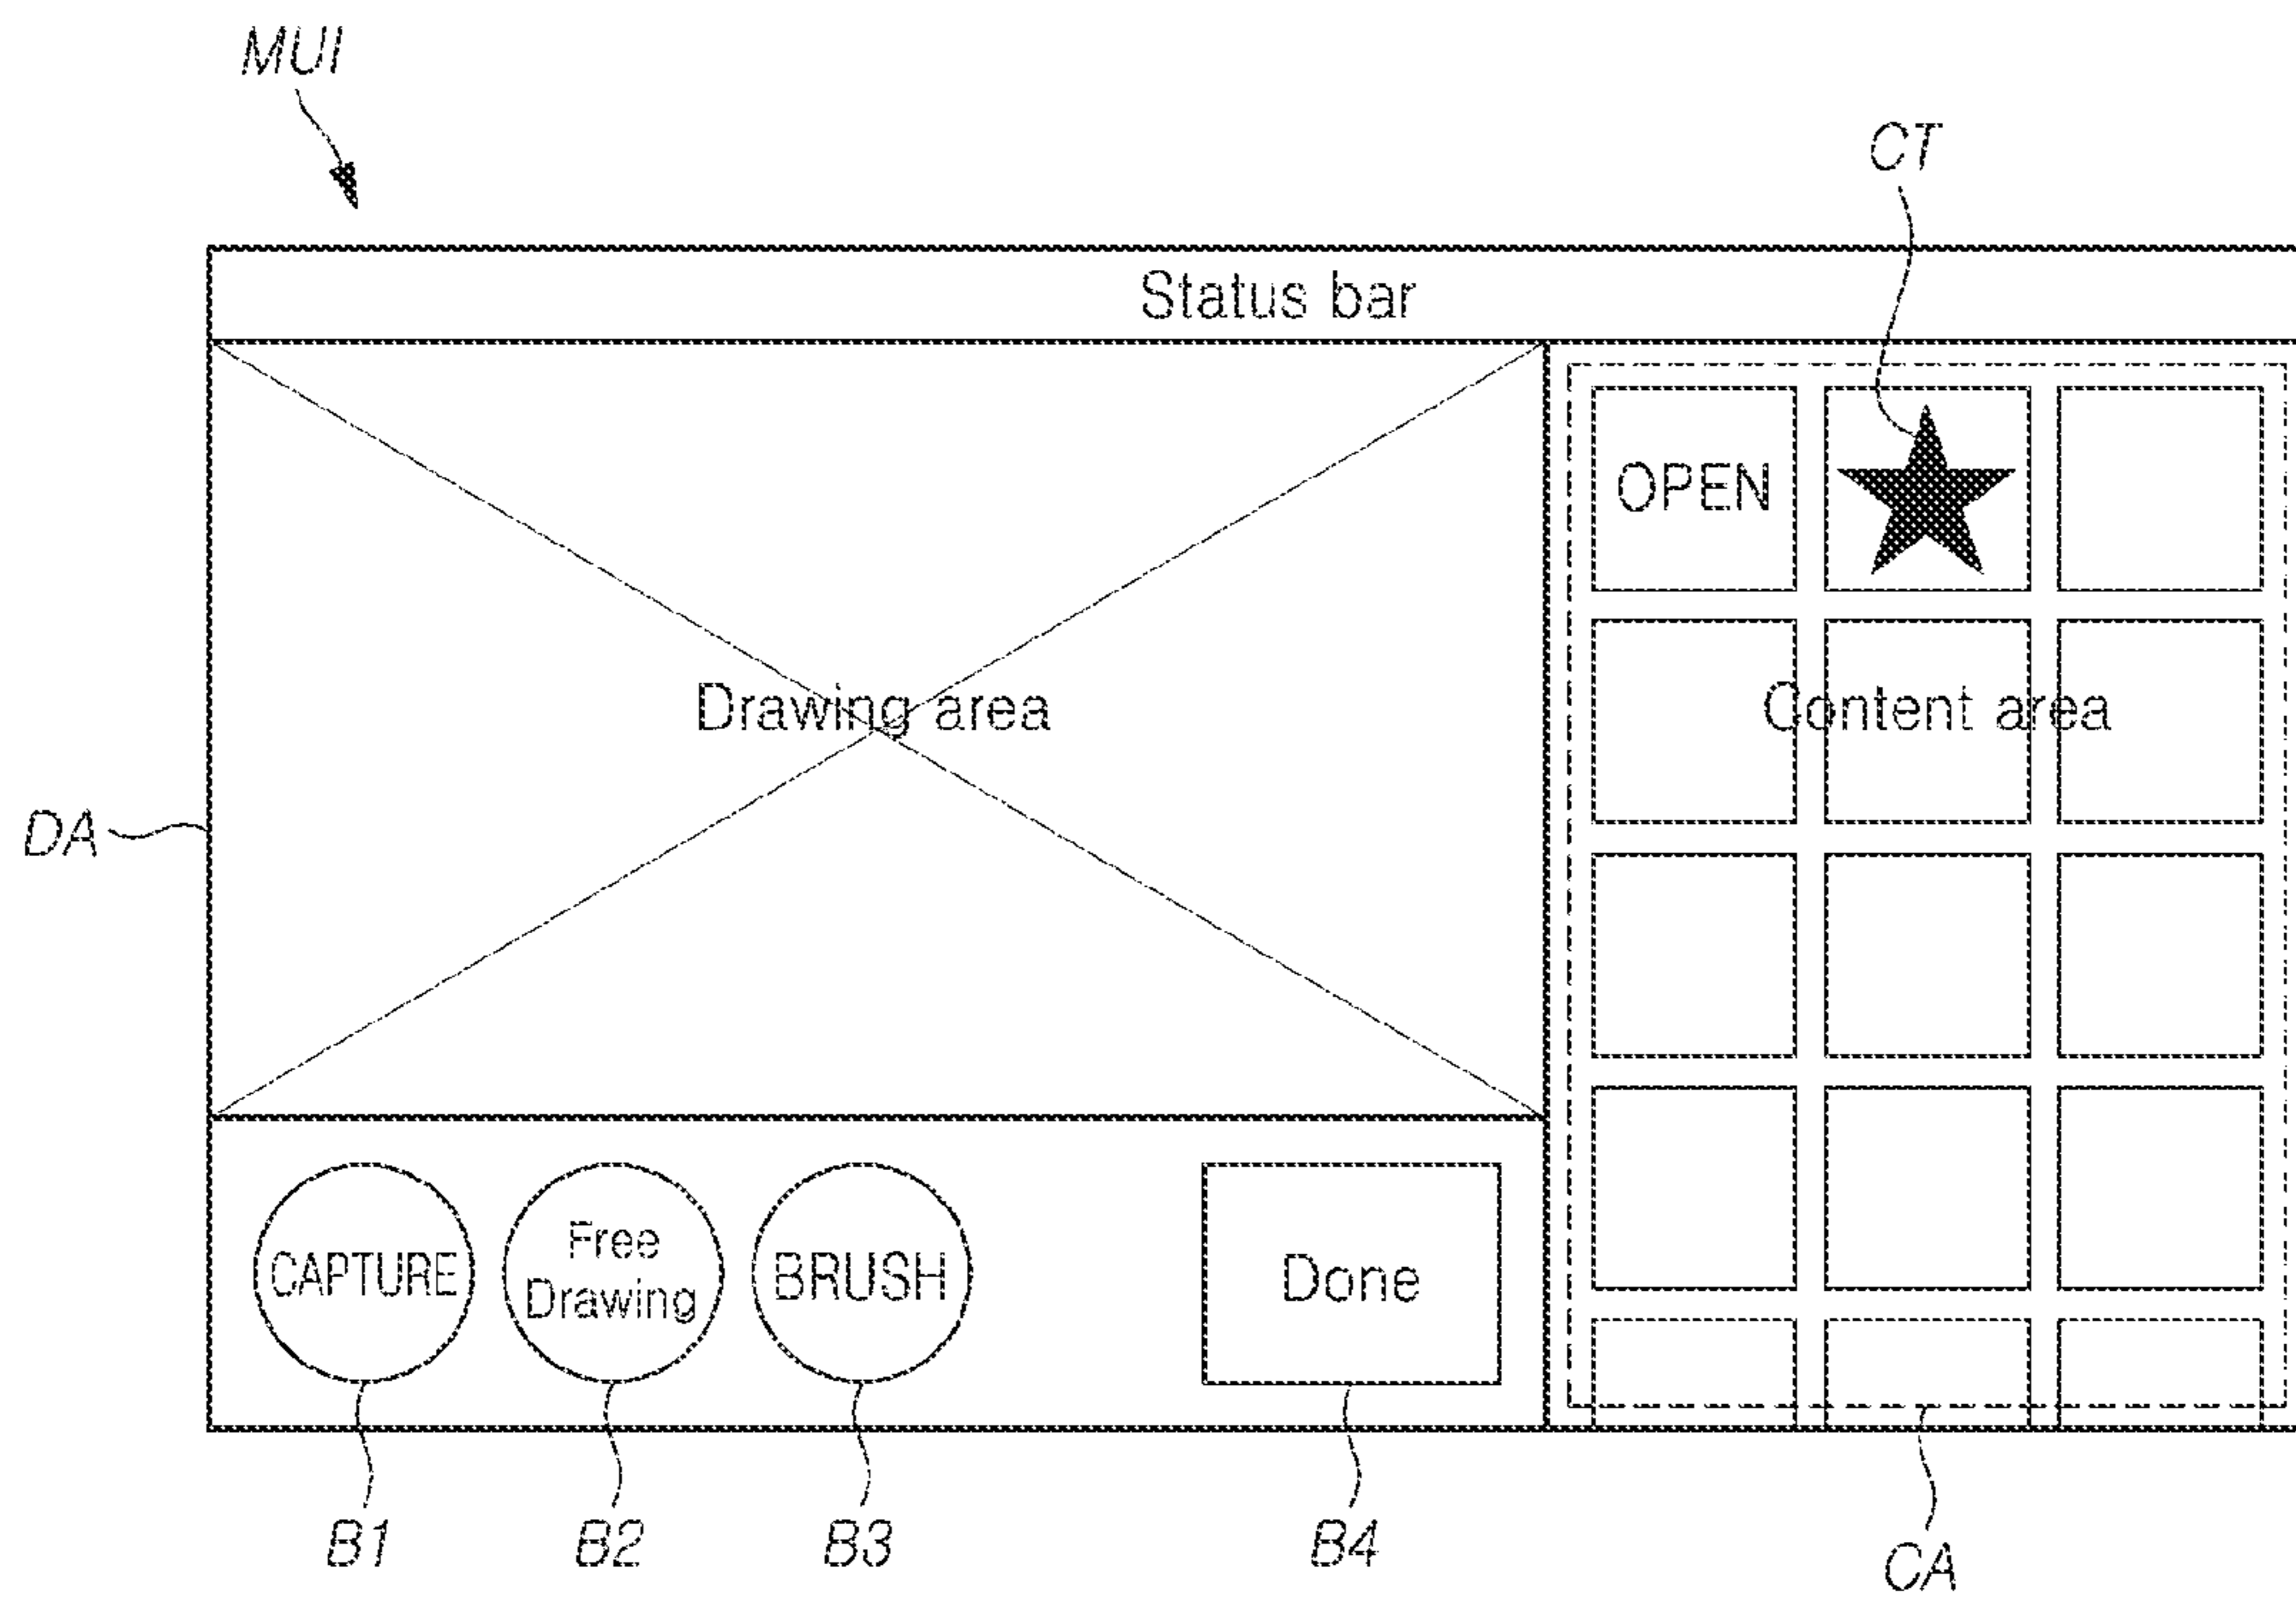 MUI
CT
Status bar
OPEN
Drawing area
Content area
DA
CAPTURE
Free
Drawing
BRUSH
Done
B1
B2
B3
B4
CA